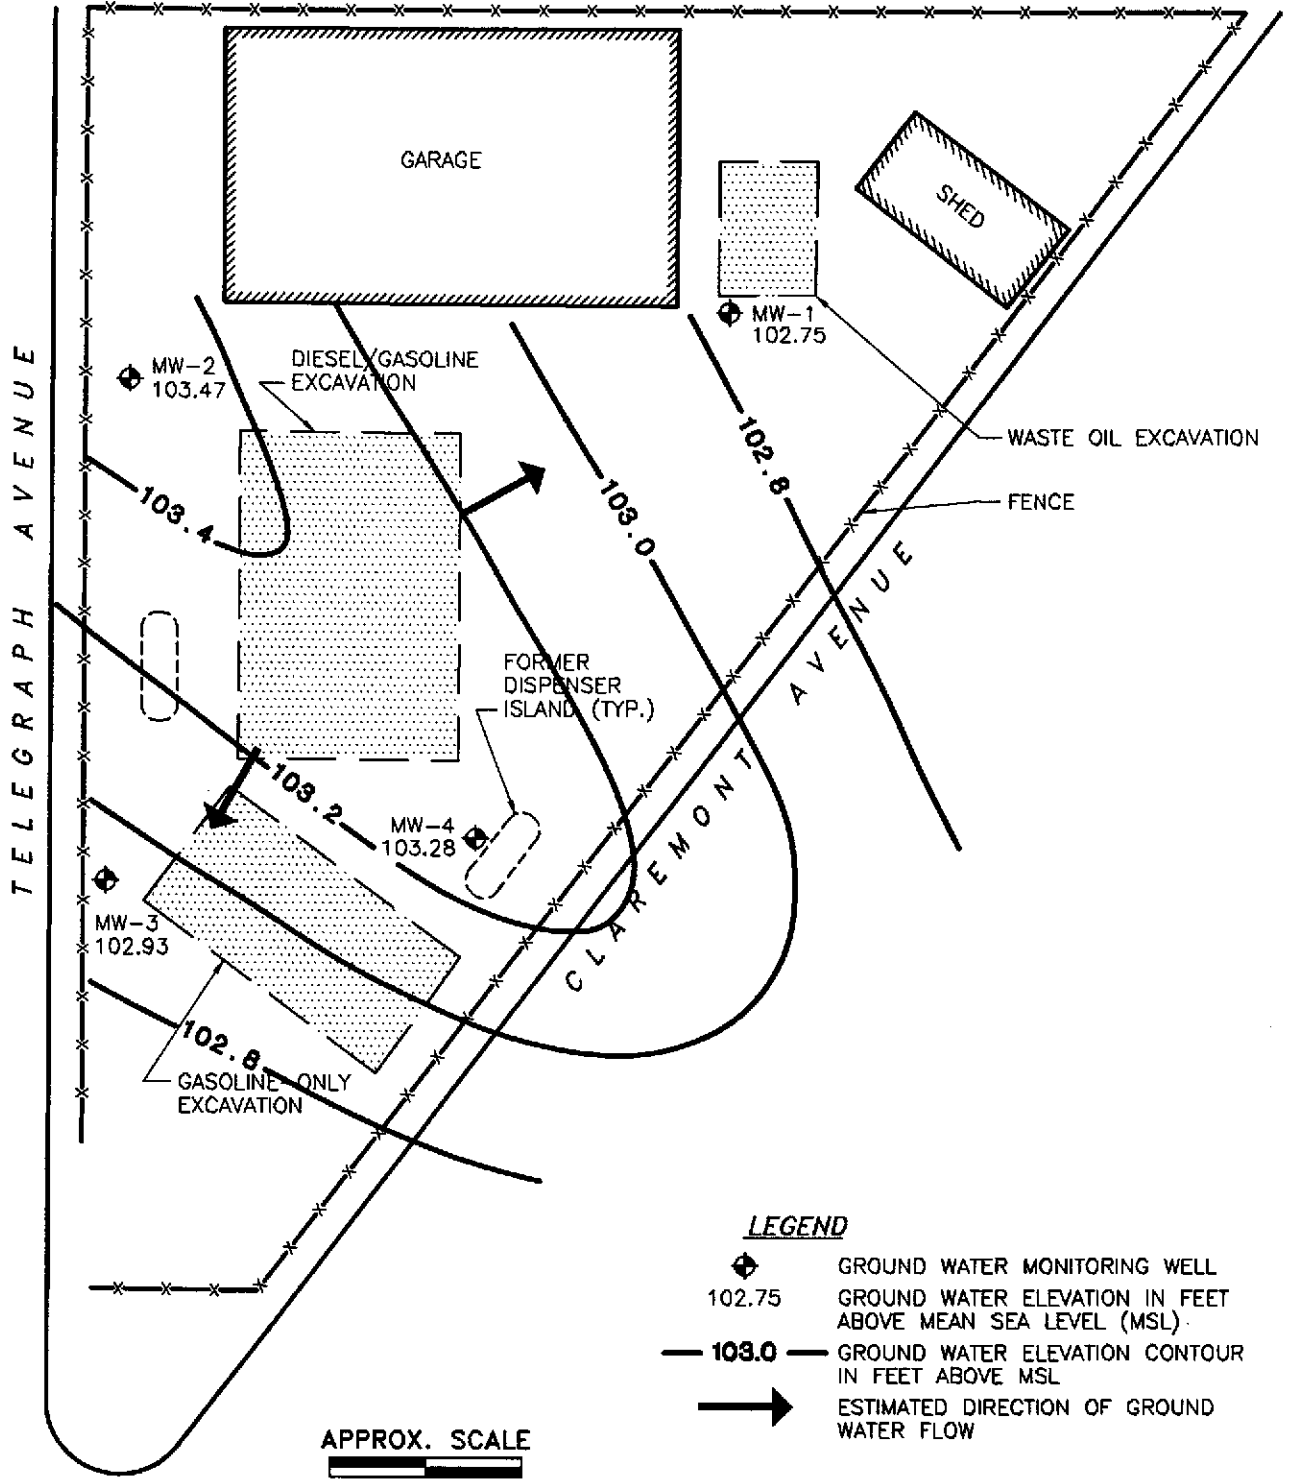 GARAGE
SHED
MW-1
102.75
MW-2
103.47
DIESEL/GASOLINE
EXCAVATION
WASTE OIL EXCAVATION
FENCE
102.8
103.0
103.4
TELEGRAPH AVENUE
FORMER
DISPENSER
ISLAND (TYP.)
103.2
MW-4
103.28
CLAREMONT AVENUE
MW-3
102.93
102.8
GASOLINE-ONLY
EXCAVATION
LEGEND
GROUND WATER MONITORING WELL
102.75 GROUND WATER ELEVATION IN FEET
ABOVE MEAN SEA LEVEL (MSL)
103.0 GROUND WATER ELEVATION CONTOUR
IN FEET ABOVE MSL
ESTIMATED DIRECTION OF GROUND
WATER FLOW
APPROX. SCALE